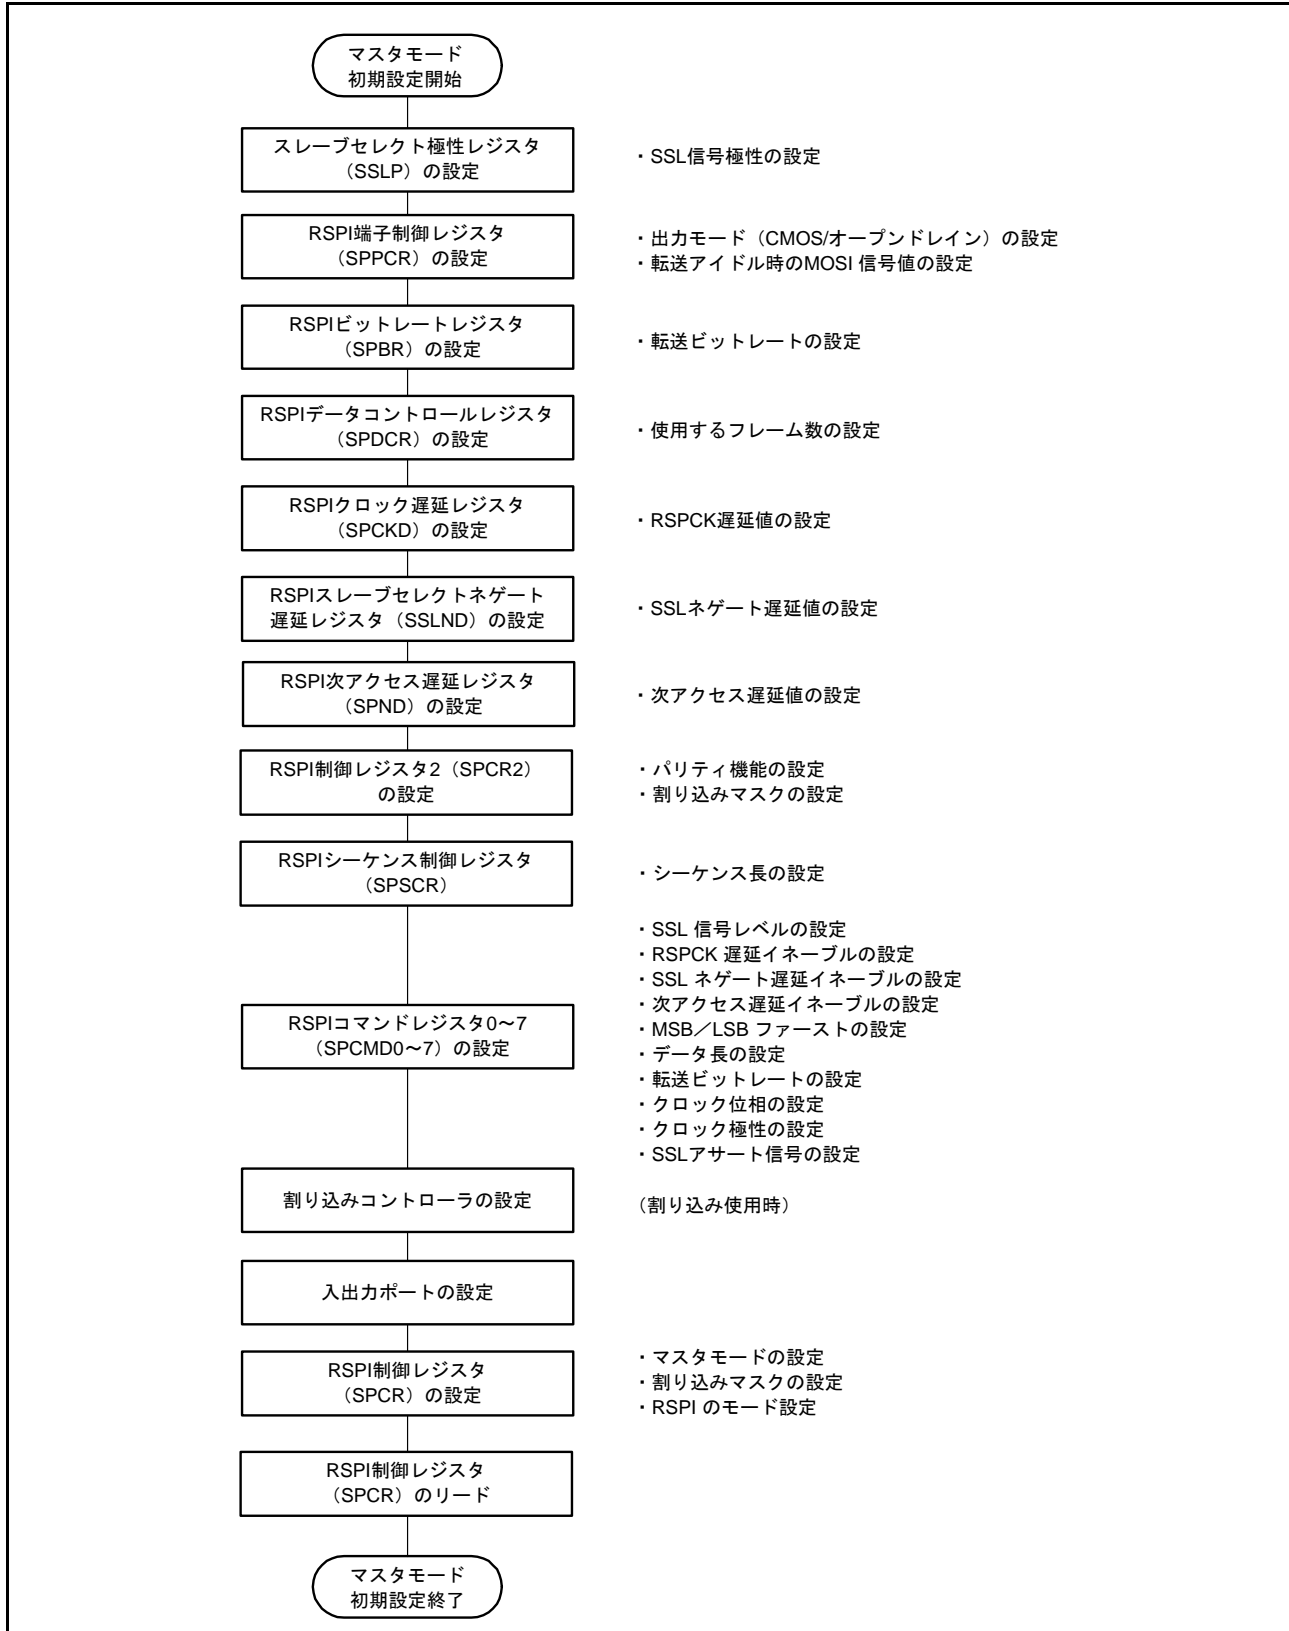 マスタモード
初期設定開始
スレーブセレクト極性レジスタ
（SSLP）の設定
・SSL信号極性の設定
RSPI端子制御レジスタ
（SPPCR）の設定
・出力モード（CMOS/オープンドレイン）の設定
・転送アイドル時のMOSI 信号値の設定
RSPIビットレートレジスタ
（SPBR）の設定
・転送ビットレートの設定
RSPIデータコントロールレジスタ
（SPDCR）の設定
・使用するフレーム数の設定
RSPIクロック遅延レジスタ
（SPCKD）の設定
・RSPCK遅延値の設定
RSPIスレーブセレクトネゲート
遅延レジスタ（SSLND）の設定
・SSLネゲート遅延値の設定
RSPI次アクセス遅延レジスタ
（SPND）の設定
・次アクセス遅延値の設定
RSPI制御レジスタ2（SPCR2）
の設定
・パリティ機能の設定
・割り込みマスクの設定
RSPIシーケンス制御レジスタ
（SPSCR）
・シーケンス長の設定
RSPIコマンドレジスタ0～7
（SPCMD0～7）の設定
・SSL 信号レベルの設定
・RSPCK 遅延イネーブルの設定
・SSL ネゲート遅延イネーブルの設定
・次アクセス遅延イネーブルの設定
・MSB／LSB ファーストの設定
・データ長の設定
・転送ビットレートの設定
・クロック位相の設定
・クロック極性の設定
・SSLアサート信号の設定
割り込みコントローラの設定
（割り込み使用時）
入出力ポートの設定
RSPI制御レジスタ
（SPCR）の設定
・マスタモードの設定
・割り込みマスクの設定
・RSPI のモード設定
RSPI制御レジスタ
（SPCR）のリード
マスタモード
初期設定終了